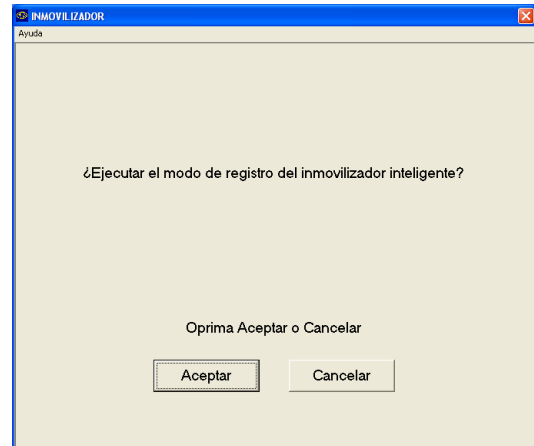 INMOVILIZADOR
Ayuda
¿Ejecutar el modo de registro del inmovilizador inteligente?
Oprima Aceptar o Cancelar
Aceptar
Cancelar